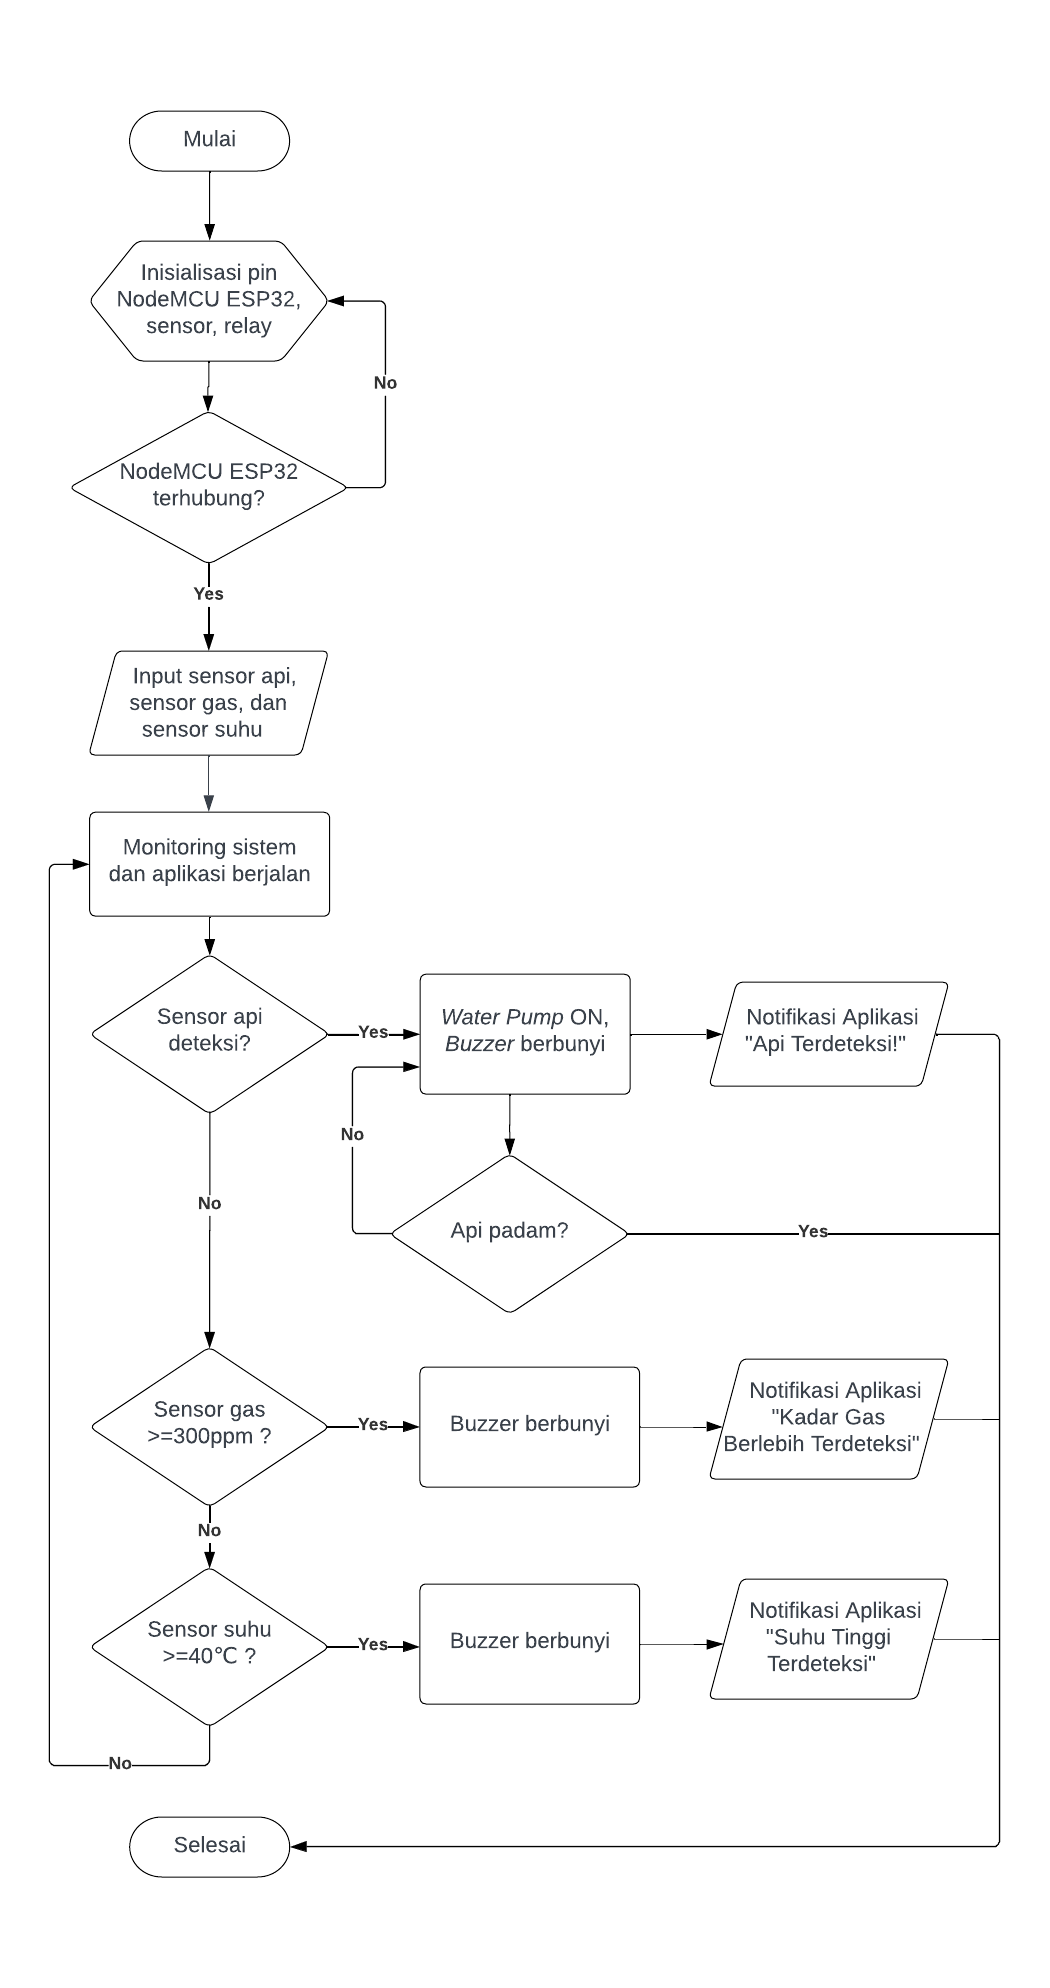 Mulai
Inisialisasi pin
NodeMCU ESP32,
sensor, relay
No
NodeMCU ESP32
terhubung?
Yes
Input sensor api,
sensor gas, dan
sensor suhu
Monitoring sistem
dan aplikasi berjalan
Sensor api
deteksi?
Yes
Water Pump ON,
Buzzer berbunyi
Notifikasi Aplikasi
"Api Terdeteksi!"
No
Api padam?
Yes
No
Sensor gas
>=300ppm ?
Yes
Buzzer berbunyi
Notifikasi Aplikasi
"Kadar Gas
Berlebih Terdeteksi"
No
Sensor suhu
>=40℃ ?
Yes
Buzzer berbunyi
Notifikasi Aplikasi
"Suhu Tinggi
Terdeteksi"
No
Selesai